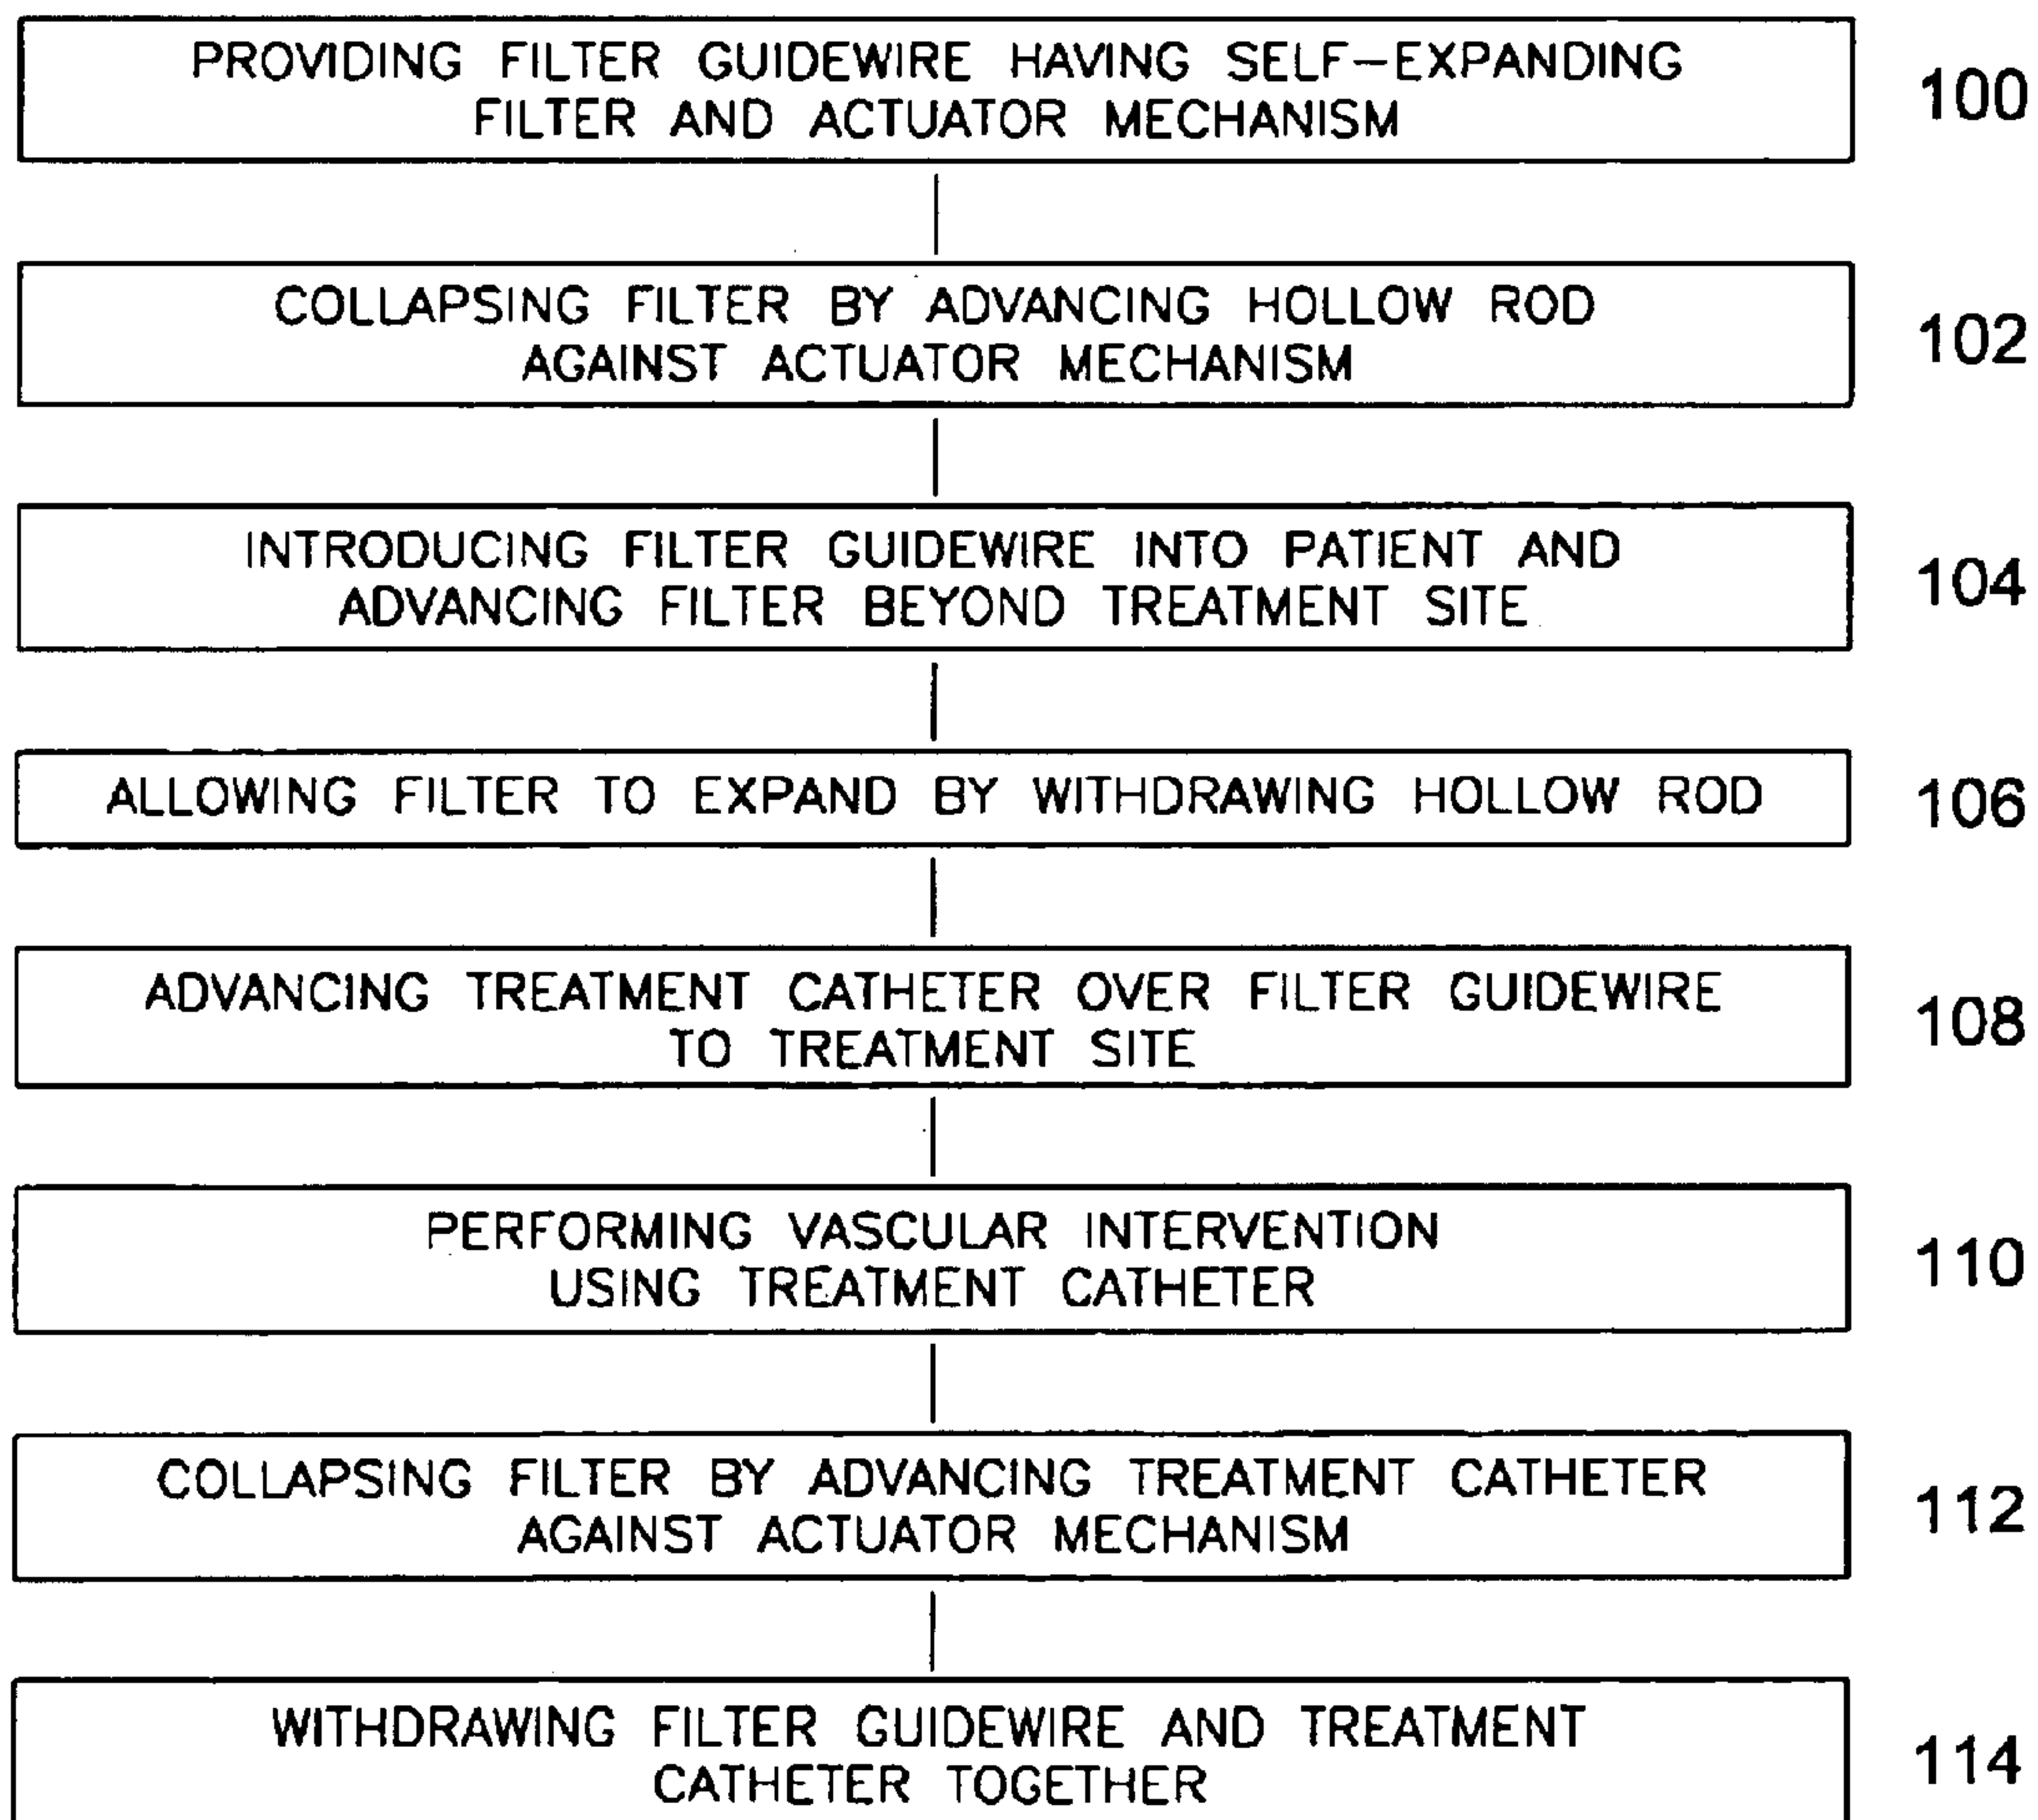 PROVIDING FILTER GUIDEWIRE HAVING SELF-EXPANDING
FILTER AND ACTUATOR MECHANISM
100
COLLAPSING FILTER BY ADVANCING HOLLOW ROD
AGAINST ACTUATOR MECHANISM
102
INTRODUCING FILTER GUIDEWIRE INTO PATIENT AND
ADVANCING FILTER BEYOND TREATMENT SITE
104
ALLOWING FILTER TO EXPAND BY WITHDRAWING HOLLOW ROD
106
ADVANCING TREATMENT CATHETER OVER FILTER GUIDEWIRE
TO TREATMENT SITE
108
PERFORMING VASCULAR INTERVENTION
USING TREATMENT CATHETER
110
COLLAPSING FILTER BY ADVANCING TREATMENT CATHETER
AGAINST ACTUATOR MECHANISM
112
WITHDRAWING FILTER GUIDEWIRE AND TREATMENT
CATHETER TOGETHER
114